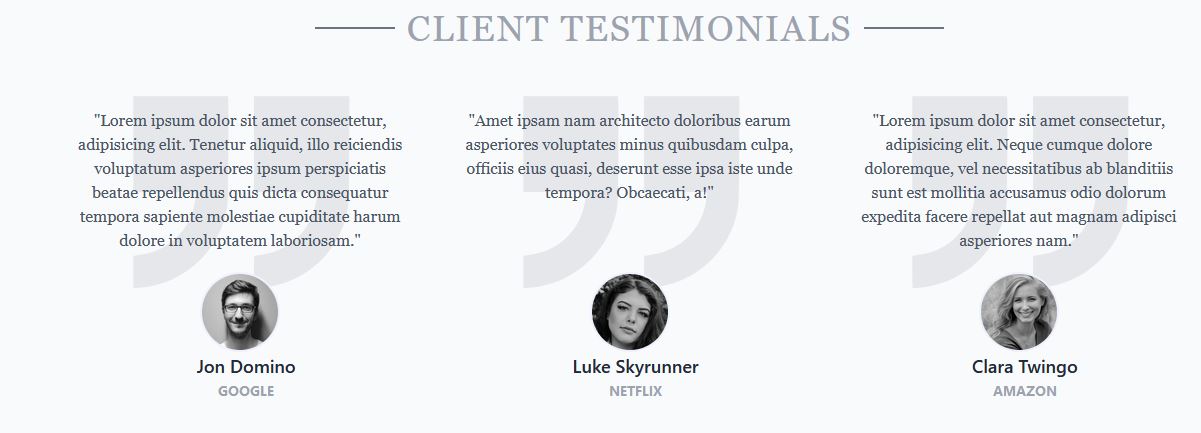 CLIENT TESTIMONIALS
"Lorem ipsum dolor sit amet consectetur,
adipisicing elit. Tenetur aliquid, illo reiciendis
voluptatum asperiores ipsum perspiciatis
beatae repellendus quis dicta consequatur
tempora sapiente molestiae cupiditate harum
dolore in voluptatem laboriosam."
Jon Domino
GOOGLE
"Amet ipsam nam architecto doloribus earum
asperiores voluptates minus quibusdam culpa,
officiis eius quasi, deserunt esse ipsa iste unde
tempora? Obcaecati, a!"
Luke Skyrunner
NETFLIX
"Lorem ipsum dolor sit amet consectetur,
adipisicing elit. Neque cumque dolore
doloremque, vel necessitatibus ab blanditiis
sunt est mollitia accusamus odio dolorum
expedita facere repellat aut magnam adipisci
asperiores nam."
Clara Twingo
AMAZON